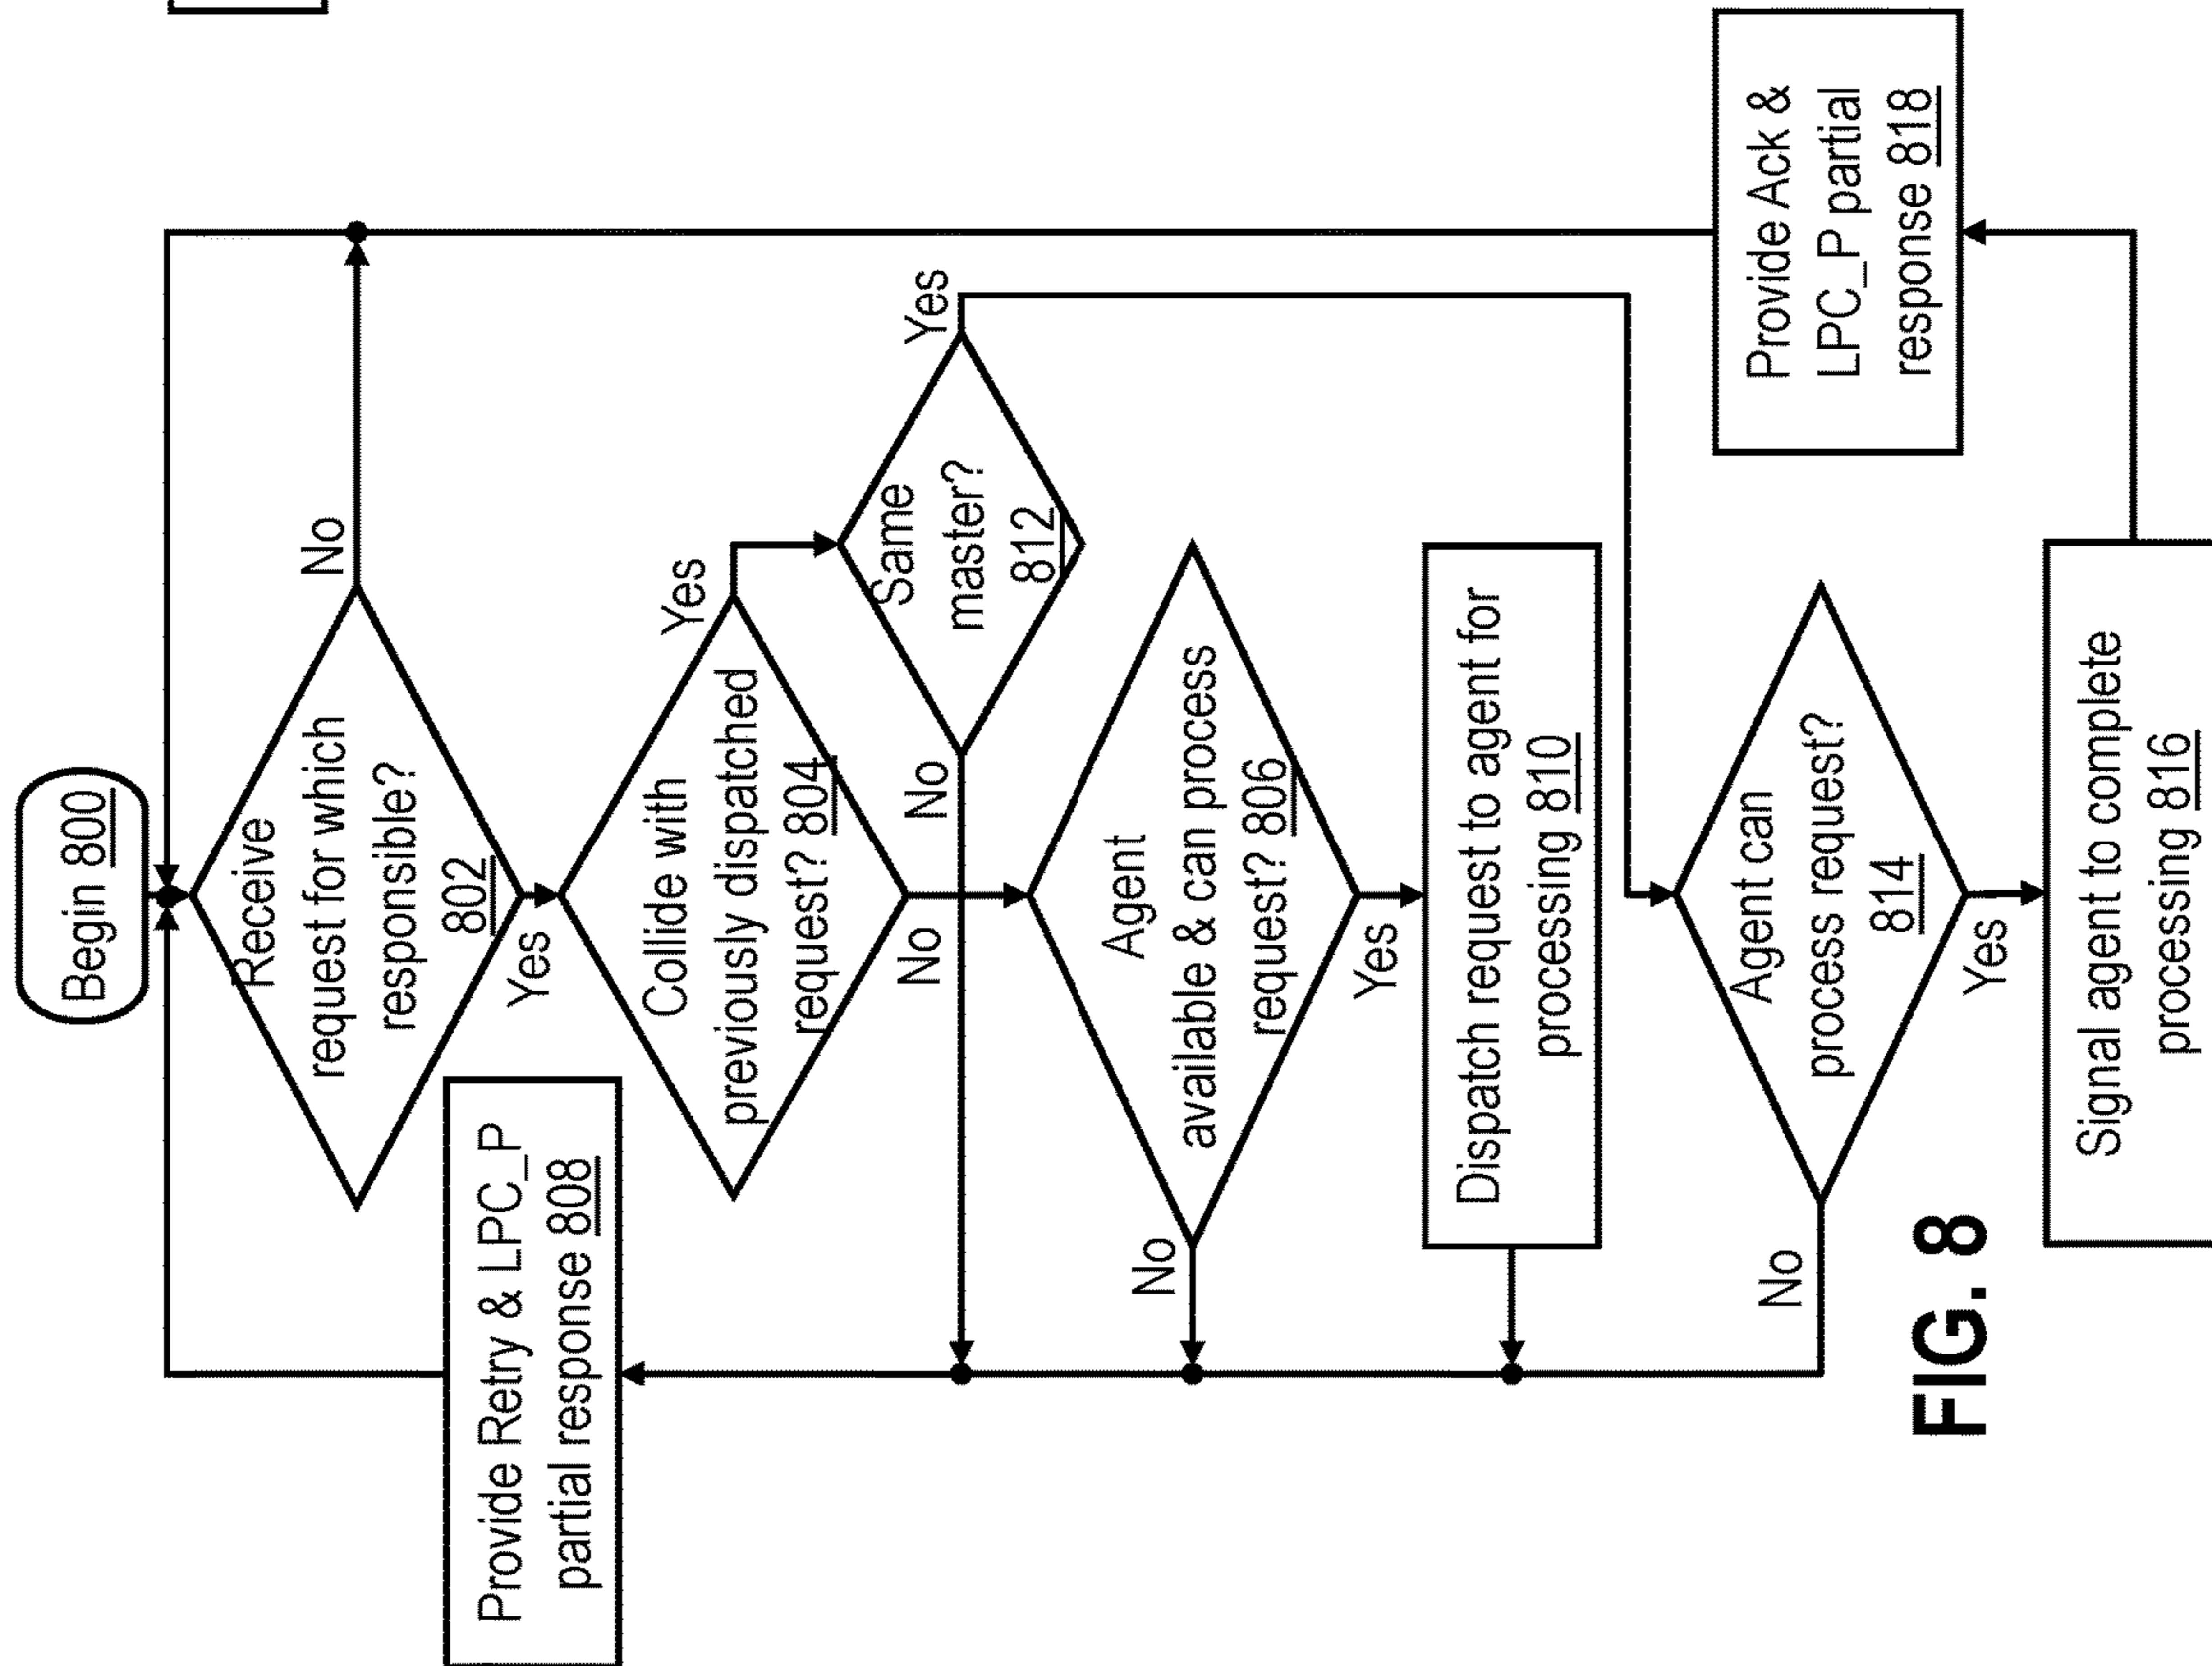 Begin 800
Receive
request for which
responsible?
802
No
Yes
Provide Retry & LPC_P
partial response 808
Collide with
previously dispatched
request? 804
Yes
No
Same
master?
812
Yes
No
Agent
available & can process
request? 806
No
Yes
Dispatch request to agent for
processing 810
Agent can
process request?
814
No
Yes
Provide Ack &
LPC_P partial
response 818
Signal agent to complete
processing 816
FIG. 8